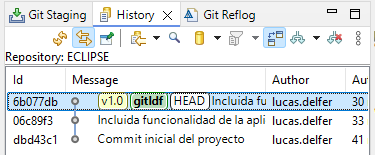 Git Staging History Git Reflog
Repository: ECLIPSE
Id Message Author Au
6b077db v1.0 gitldf HEAD Incluida fu lucas.delfer 30
06c89f3 Incluida funcionalidad de la apli lucas.delfer 33
dbd43c1 Commit inicial del proyecto lucas.delfer 41